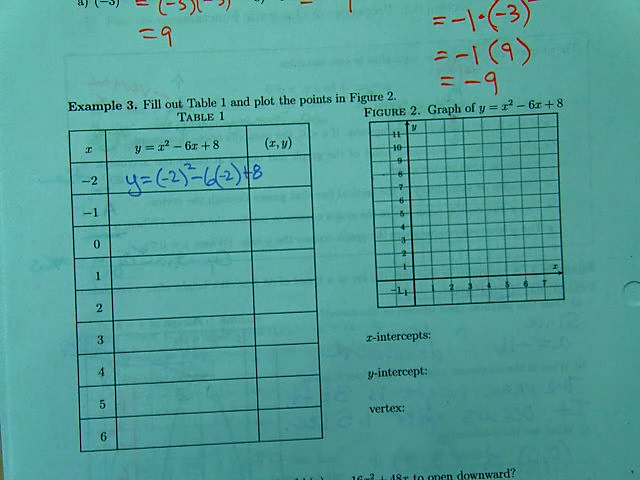 a) (−3) = (−3)(−3)
= 9
= −1·(−3)
= −1(9)
= −9
Example 3. Fill out Table 1 and plot the points in Figure 2.
TABLE 1
x y = x² − 6x + 8 (x, y)
−2 y=(−2)²−6(−2)+8
−1
0
1
2
3
4
5
6
FIGURE 2. Graph of y = x² − 6x + 8
y
11
10
9
8
7
6
5
4
3
2
1
x
−1 1 2 3 4 5 6 7
x-intercepts:
y-intercept:
vertex:
to open downward?